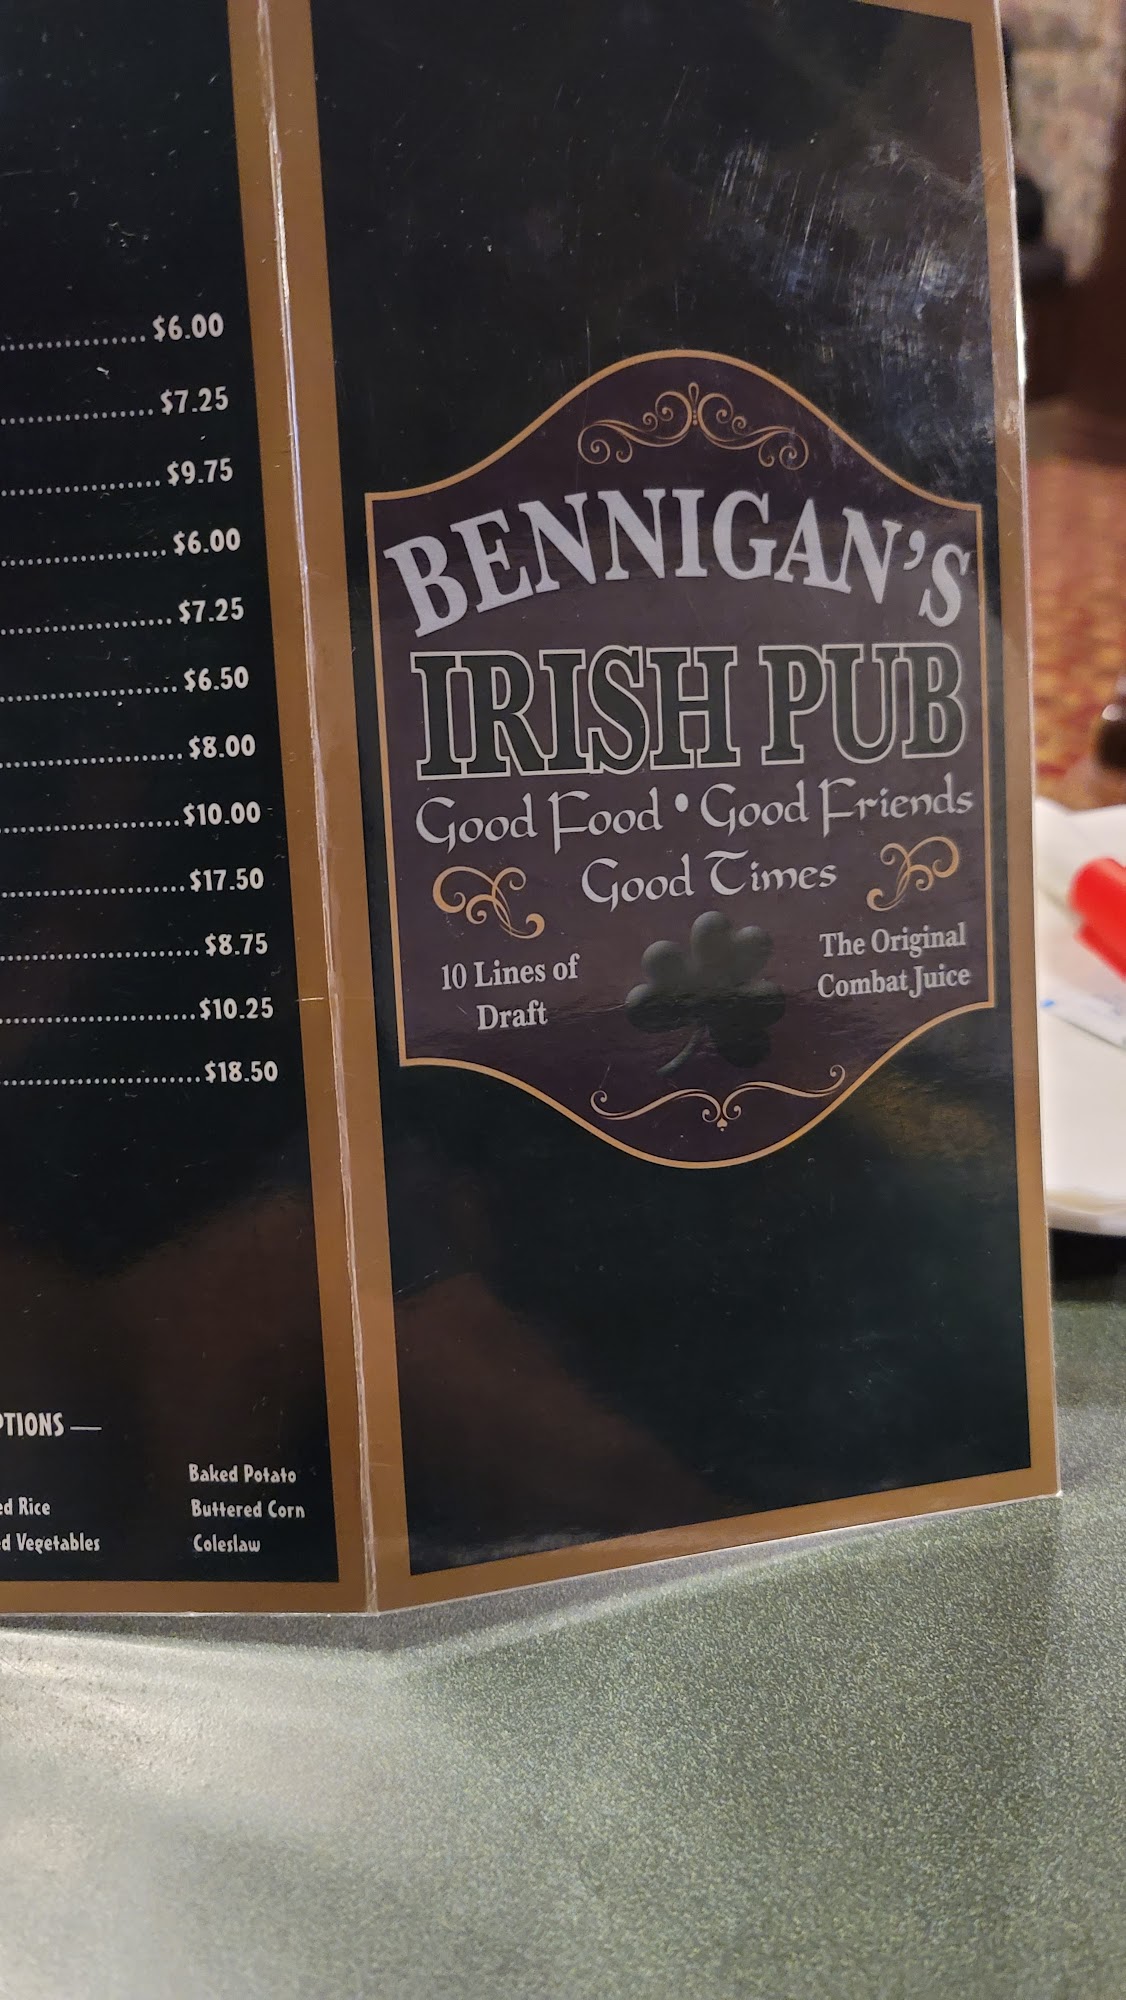 $6.00
$7.25
$9.75
$6.00
$7.25
$6.50
$8.00
$10.00
$17.50
$8.75
$10.25
$18.50
Baked Potato
Rice
Buttered Corn
Vegetables
Coleslaw
BENNIGAN'S
IRISH PUB
Good Food • Good Friends
Good Times
10 Lines of
Draft
The Original
Combat Juice